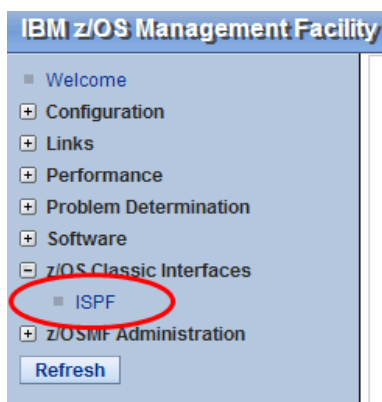 IBM z/OS Management Facility
Welcome
Configuration
Links
Performance
Problem Determination
Software
z/OS Classic Interfaces
ISPF
z/OSMF Administration
Refresh